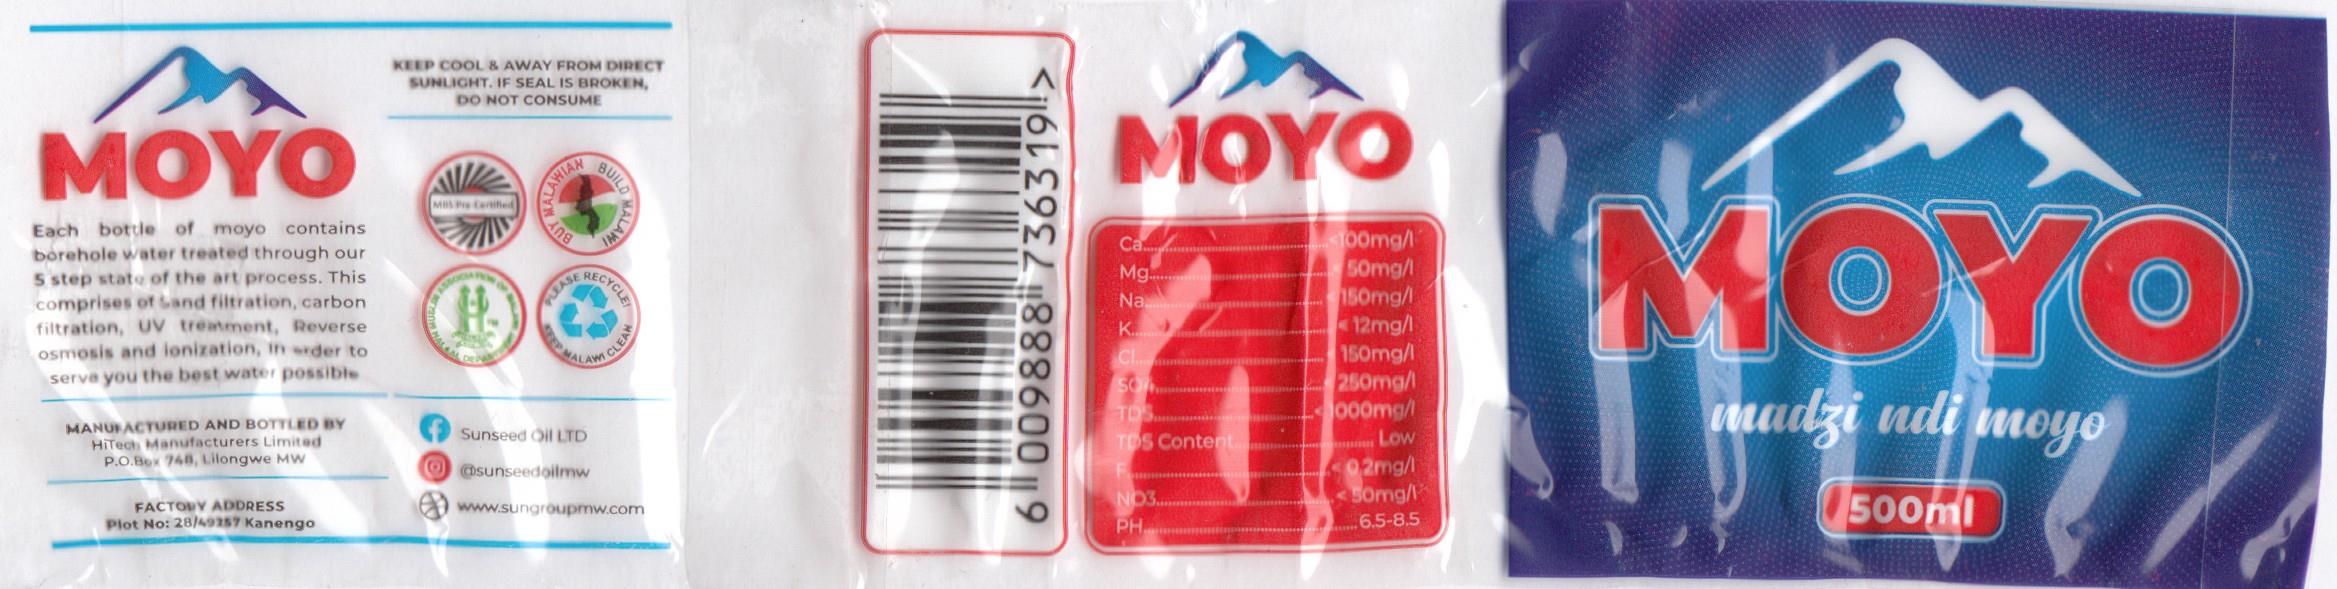 MOYO
Each bottle of moyo contains
borehole water treated through our
5 step state of the art process. This
comprises of Sand filtration, carbon
filtration, UV treatment, Reverse
osmosis and ionization, In order to
serve you the best water possible
MANUFACTURED AND BOTTLED BY
HiTech Manufacturers Limited
P.O.Box 748, Lilongwe MW
FACTORY ADDRESS
Plot No: 28/49257 Kanengo
KEEP COOL & AWAY FROM DIRECT
SUNLIGHT. IF SEAL IS BROKEN,
DO NOT CONSUME
MBS Pre-Certified
BUY MALAWIAN BUILD MALAWI
MUSLIM ASSOCIATION OF
HALAL
PLEASE RECYCLE!
KEEP MALAWI CLEAN
Sunseed Oil LTD
@sunseedoilmw
www.sungroupmw.com
6 009888 736319 >
MOYO
Ca <100mg/l
Mg < 50mg/l
Na < 150mg/l
K < 12mg/l
Cl < 150mg/l
SO4 < 250mg/l
TDS <1000mg/l
TDS Content Low
F < 0,2mg/l
NO3 < 50mg/l
PH 6.5-8.5
MOYO
madzi ndi moyo
500ml